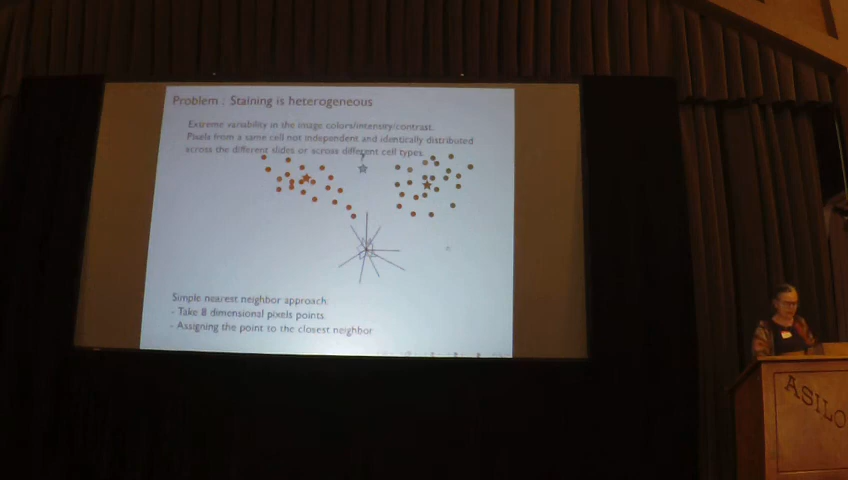 Problem : Staining is heterogeneous
Extreme variability in the image colors/intensity/contrast.
Pixels from a same cell not independent and identically distributed
across the different slides or across different cell types.
?
Simple nearest neighbor approach
- Take 8 dimensional pixels points
- Assigning the point to the closest neighbor
ASILO